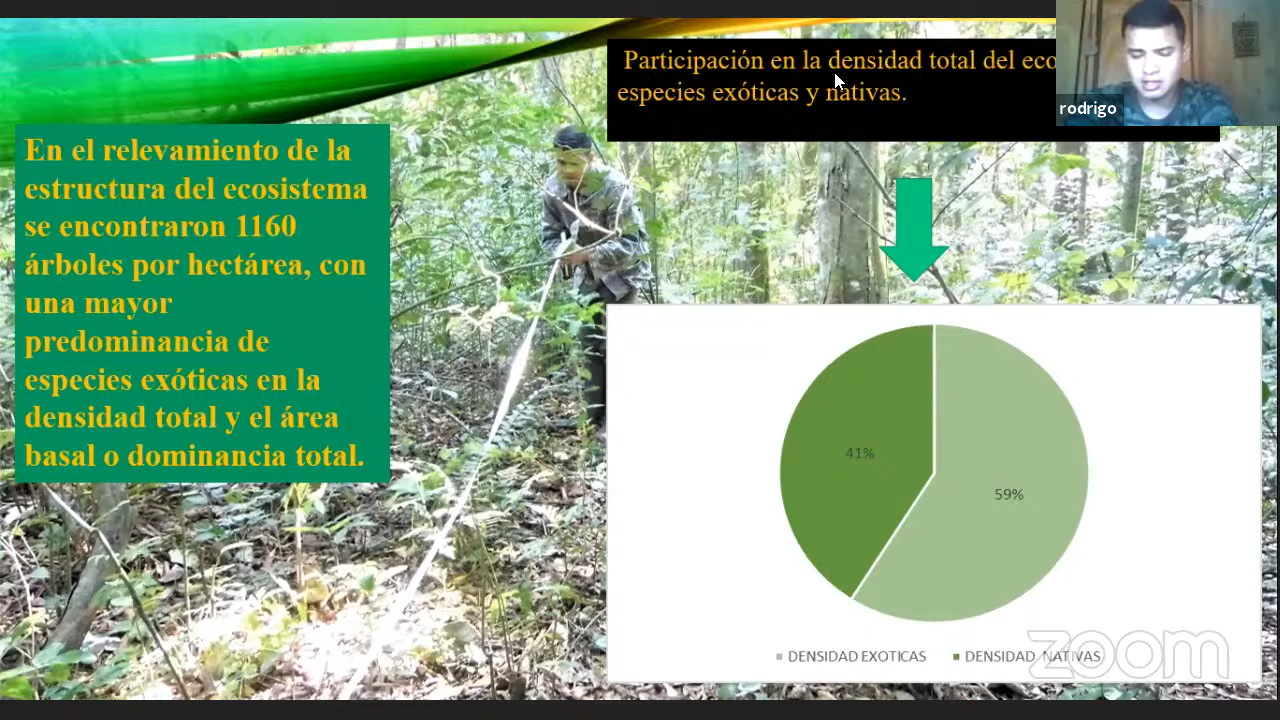 Participación en la densidad total del eco
especies exóticas y nativas.
rodrigo
En el relevamiento de la
estructura del ecosistema
se encontraron 1160
árboles por hectárea, con
una mayor
predominancia de
especies exóticas en la
densidad total y el área
basal o dominancia total.
41%
59%
DENSIDAD EXOTICAS
DENSIDAD NATIVAS
zoom